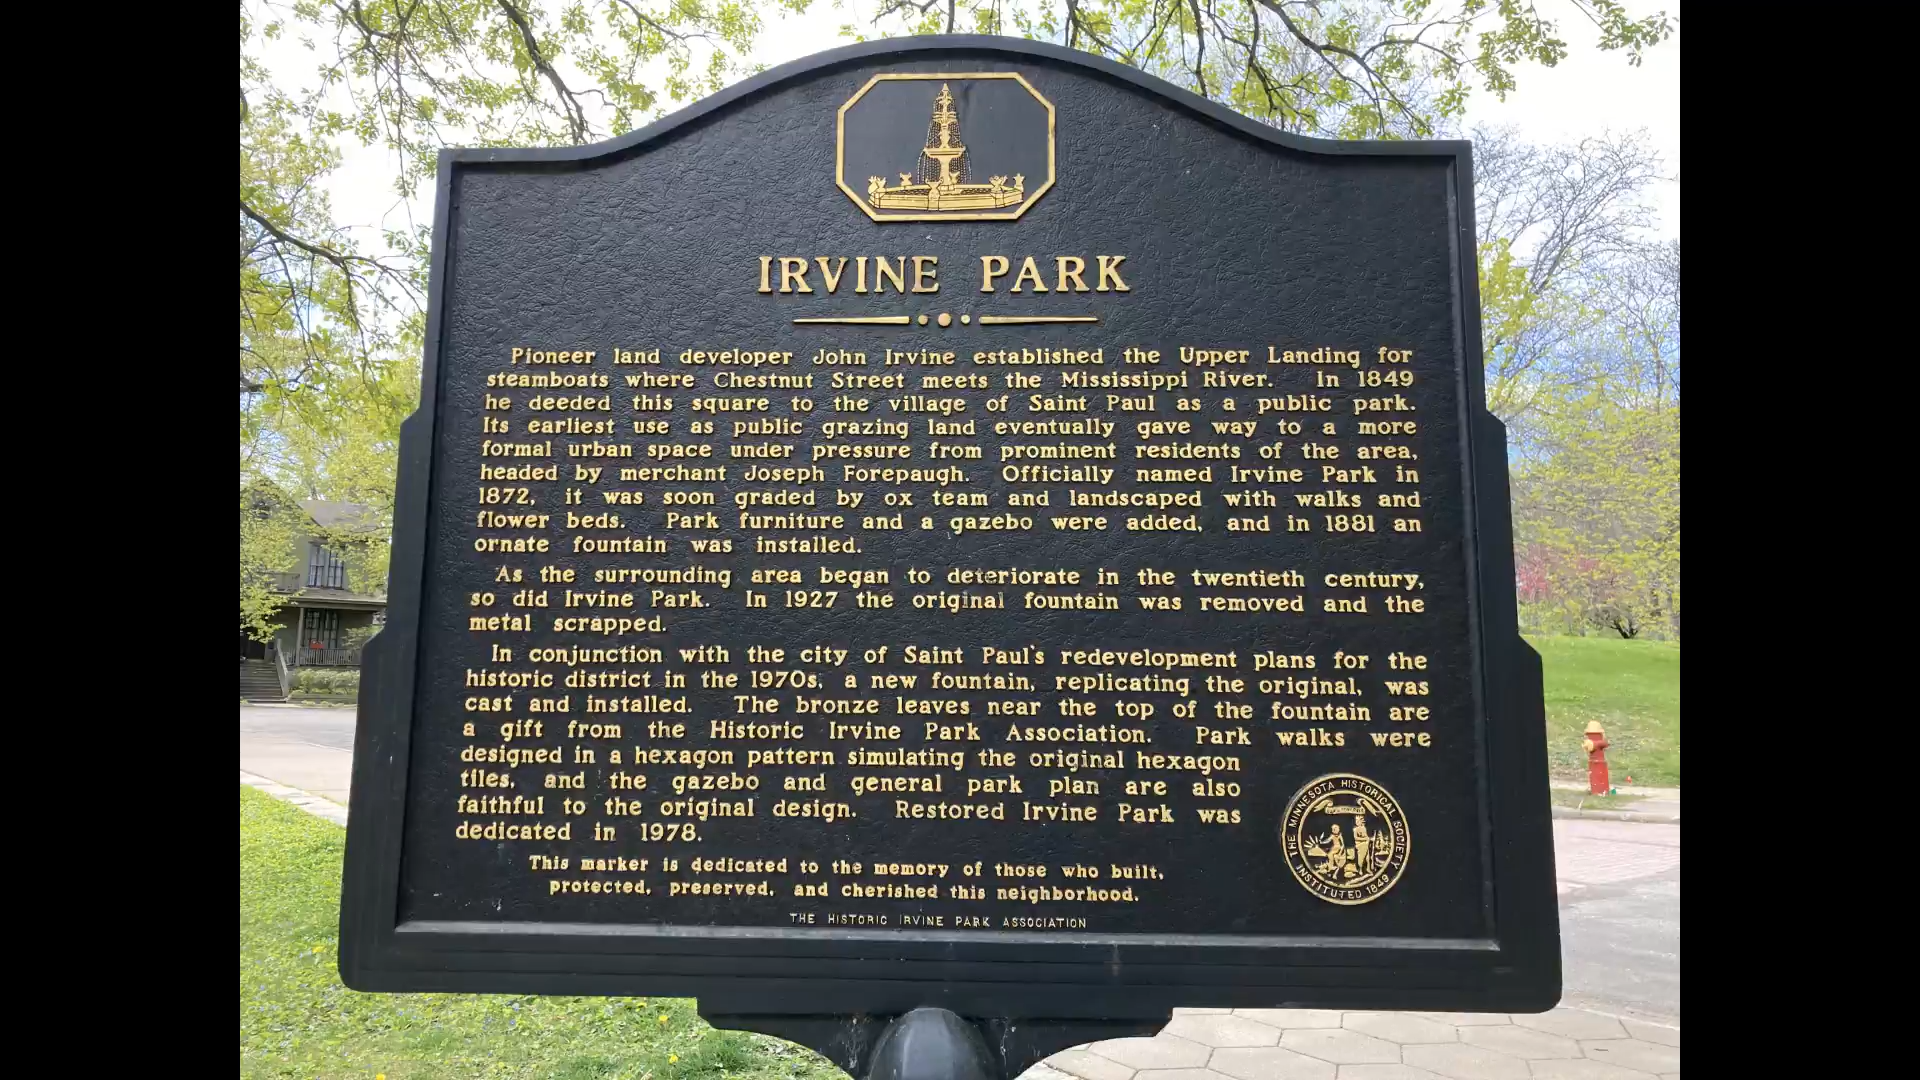 IRVINE PARK
Pioneer land developer John Irvine established the Upper Landing for
steamboats where Chestnut Street meets the Mississippi River. In 1849
he deeded this square to the village of Saint Paul as a public park.
Its earliest use as public grazing land eventually gave way to a more
formal urban space under pressure from prominent residents of the area,
headed by merchant Joseph Forepaugh. Officially named Irvine Park in
1872, it was soon graded by ox team and landscaped with walks and
flower beds. Park furniture and a gazebo were added, and in 1881 an
ornate fountain was installed.
As the surrounding area began to deteriorate in the twentieth century,
so did Irvine Park. In 1927 the original fountain was removed and the
metal scrapped.
In conjunction with the city of Saint Paul's redevelopment plans for the
historic district in the 1970s, a new fountain, replicating the original, was
cast and installed. The bronze leaves near the top of the fountain are
a gift from the Historic Irvine Park Association. Park walks were
designed in a hexagon pattern simulating the original hexagon
tiles, and the gazebo and general park plan are also
faithful to the original design. Restored Irvine Park was
dedicated in 1978.
This marker is dedicated to the memory of those who built,
protected, preserved, and cherished this neighborhood.
THE HISTORIC IRVINE PARK ASSOCIATION
THE MINNESOTA HISTORICAL SOCIETY
INSTITUTED 1849